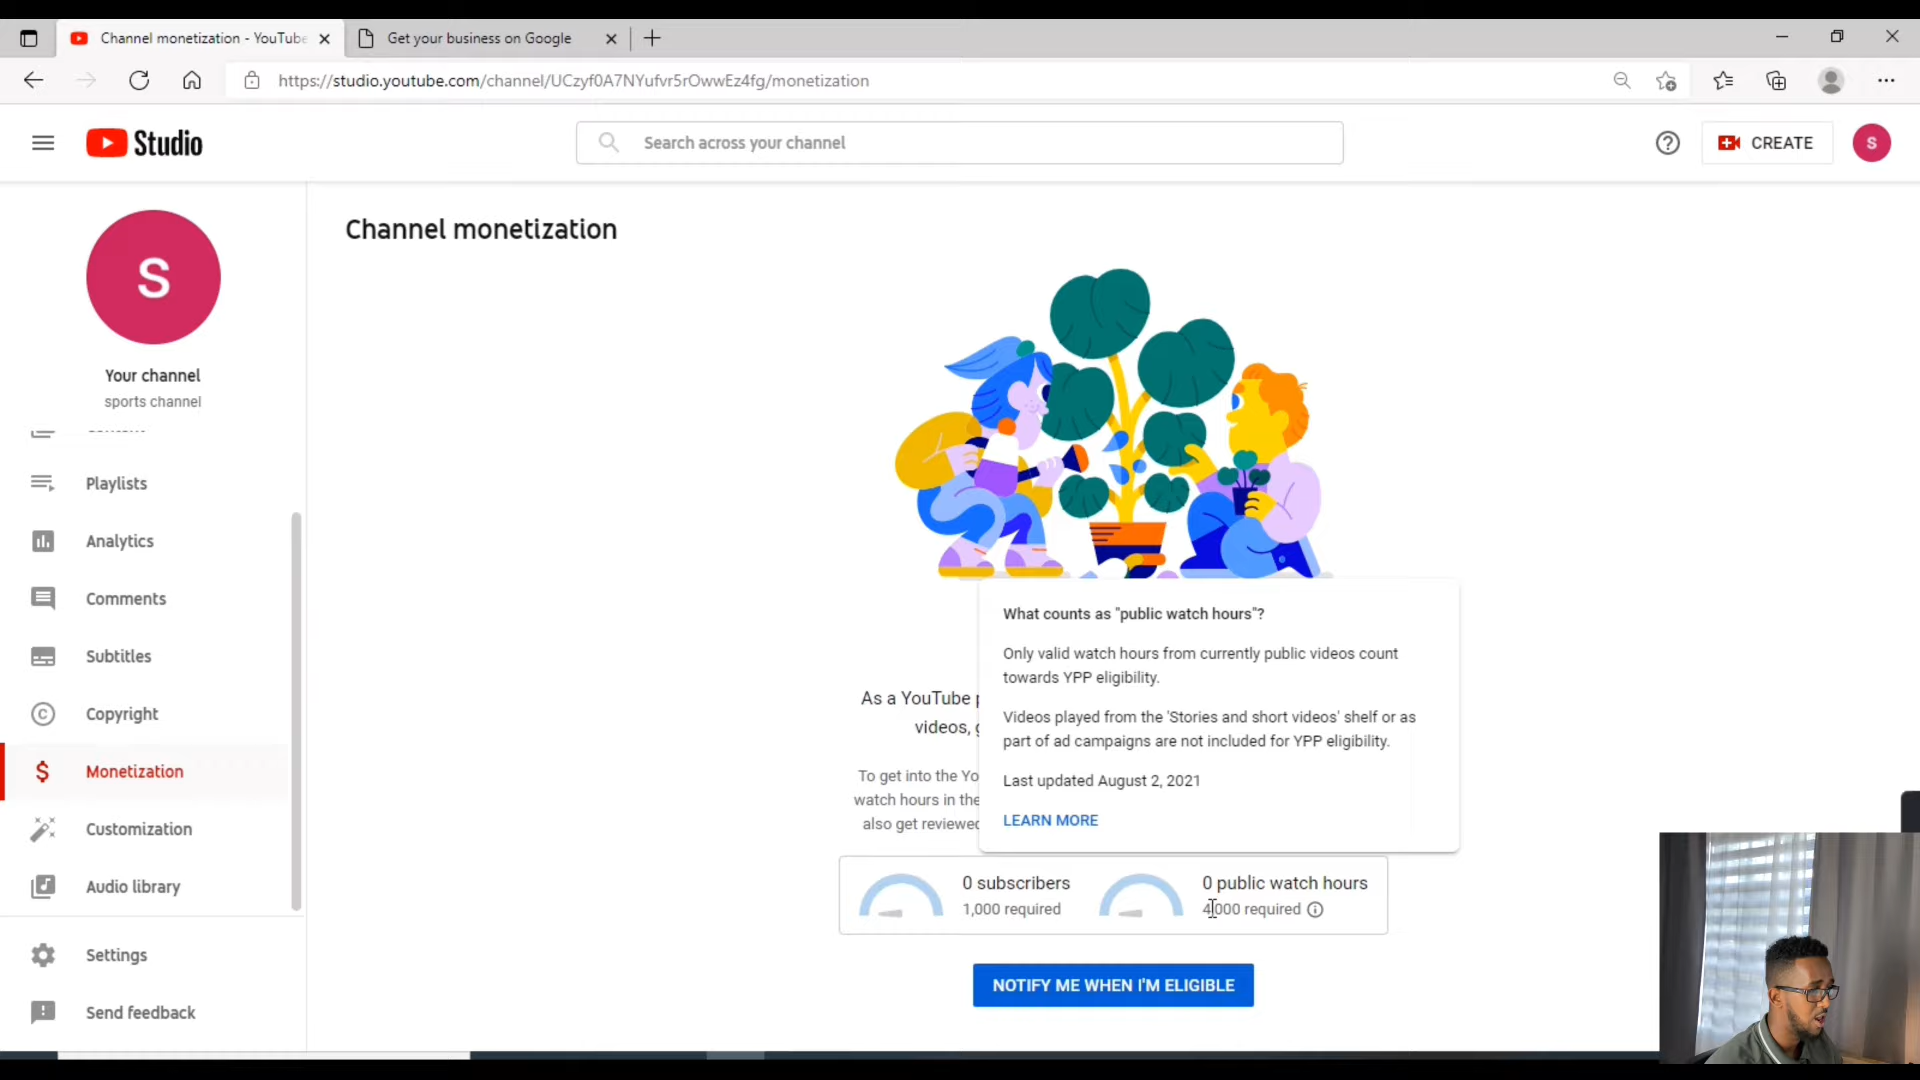 Channel monetization - YouTube
Get your business on Google
https://studio.youtube.com/channel/UCzyf0A7NYufvr5rOwwEz4fg/monetization
Studio
Search across your channel
CREATE
S
Channel monetization
S
Your channel
sports channel
Playlists
Analytics
Comments
Subtitles
Copyright
Monetization
Customization
Audio library
Settings
Send feedback
What counts as "public watch hours"?
Only valid watch hours from currently public videos count
towards YPP eligibility.
Videos played from the 'Stories and short videos' shelf or as
part of ad campaigns are not included for YPP eligibility.
Last updated August 2, 2021
LEARN MORE
As a YouTube
videos,
To get into the
watch hours in the
also get reviewed
0 subscribers
1,000 required
0 public watch hours
4,000 required
NOTIFY ME WHEN I'M ELIGIBLE